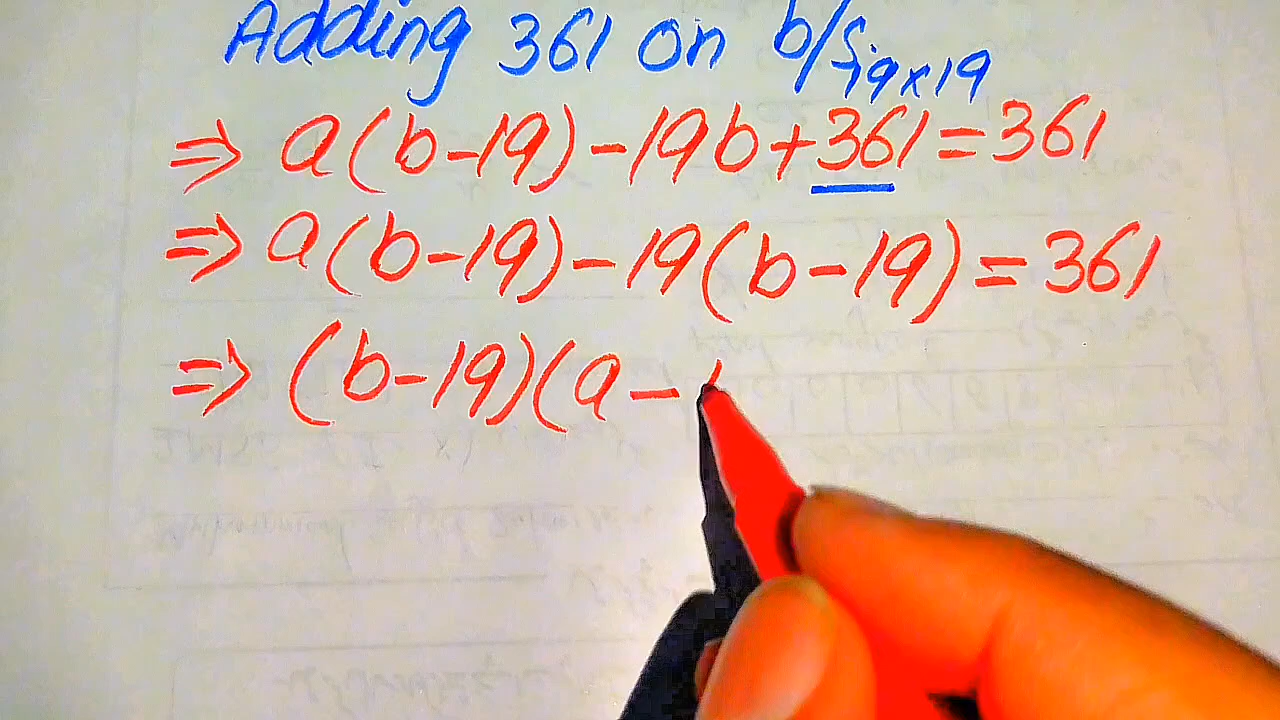 Adding 361 on b/s
19×19
⇒ a(b-19)-19b+361=361
⇒ a(b-19)-19(b-19)=361
⇒ (b-19)(a-